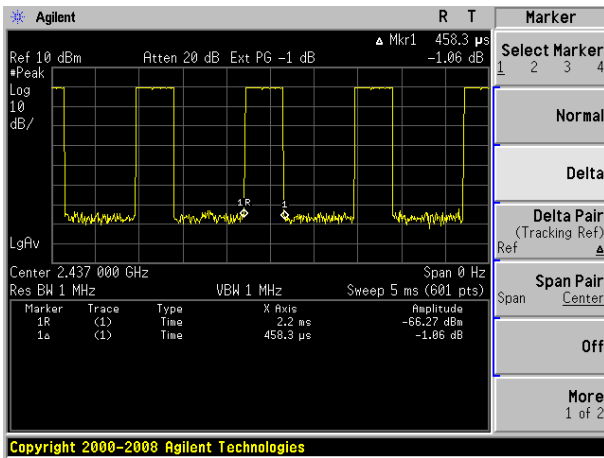 Agilent R T Marker
Δ Mkr1 458.3 µs
Ref 10 dBm Atten 20 dB Ext PG -1 dB -1.06 dB
#Peak
Log
10
dB/
1R
1
LgAv
Center 2.437 000 GHz Span 0 Hz
Res BW 1 MHz VBW 1 MHz Sweep 5 ms (601 pts)
Marker Trace Type X Axis Amplitude
1R (1) Time 2.2 ms -66.27 dBm
1Δ (1) Time 458.3 µs -1.06 dB
Select Marker
1 2 3 4
Normal
Delta
Delta Pair
(Tracking Ref)
Ref Δ
Span Pair
Span Center
Off
More
1 of 2
Copyright 2000-2008 Agilent Technologies